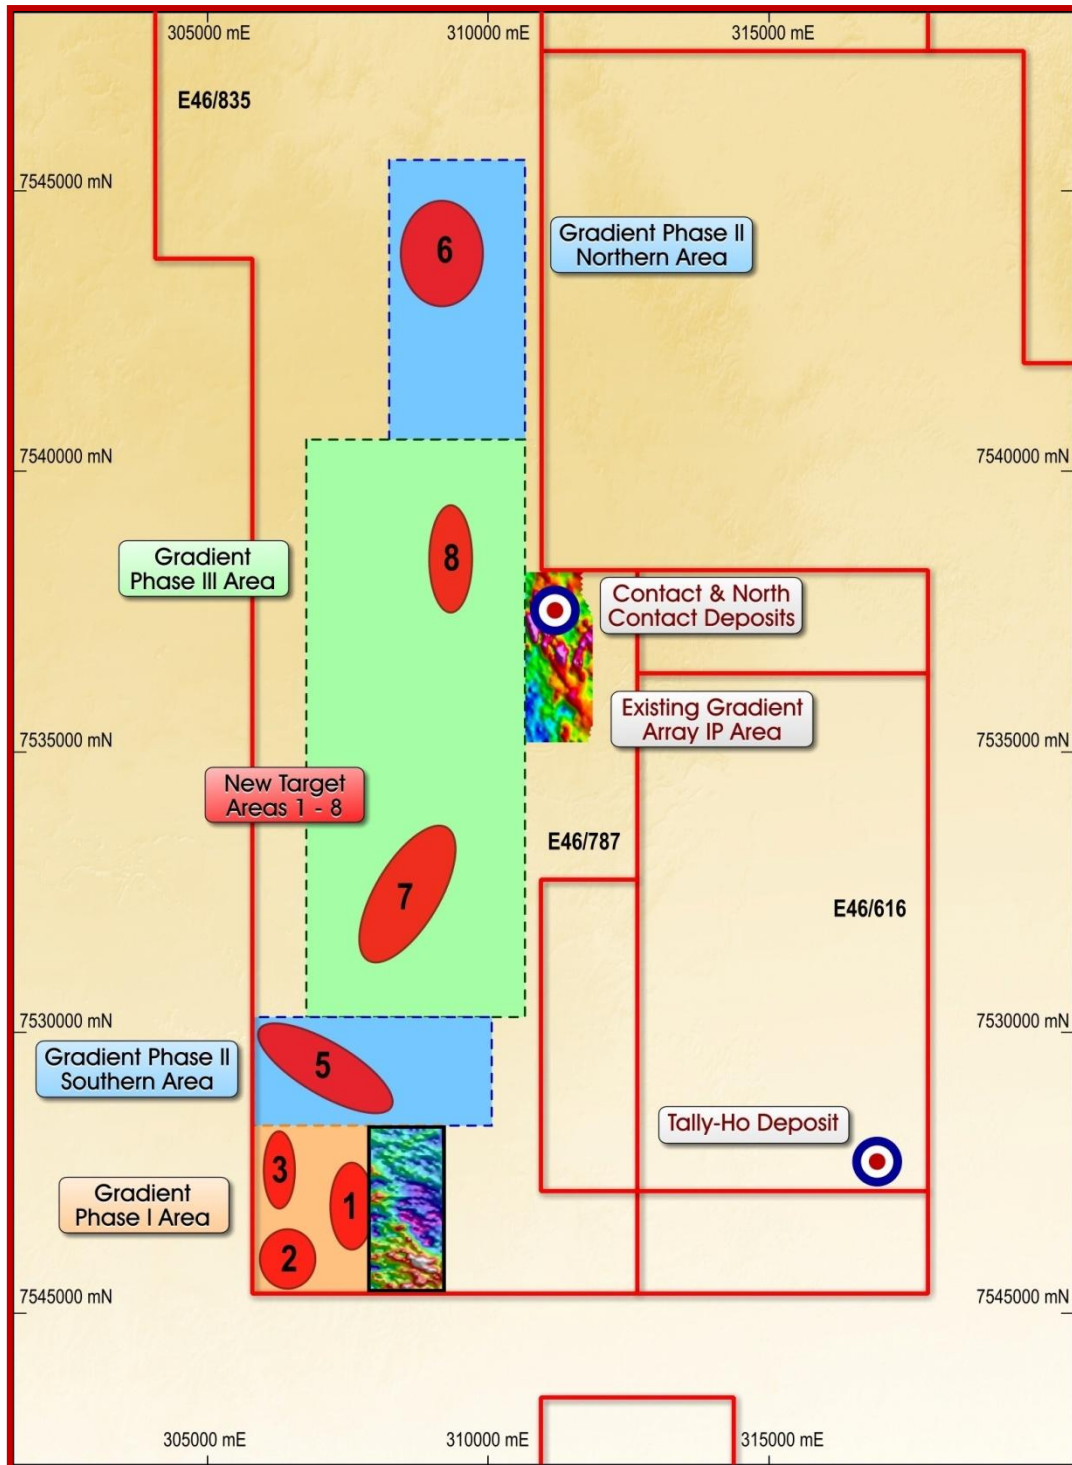 305000 mE
310000 mE
315000 mE
E46/835
7545000 mN
6
Gradient Phase II
Northern Area
7540000 mN
7540000 mN
8
Gradient
Phase III Area
Contact & North
Contact Deposits
Existing Gradient
Array IP Area
7535000 mN
7535000 mN
New Target
Areas 1 - 8
E46/787
7
E46/616
7530000 mN
7530000 mN
Gradient Phase II
Southern Area
5
Tally-Ho Deposit
3
1
Gradient
Phase I Area
2
7545000 mN
7545000 mN
305000 mE
310000 mE
315000 mE